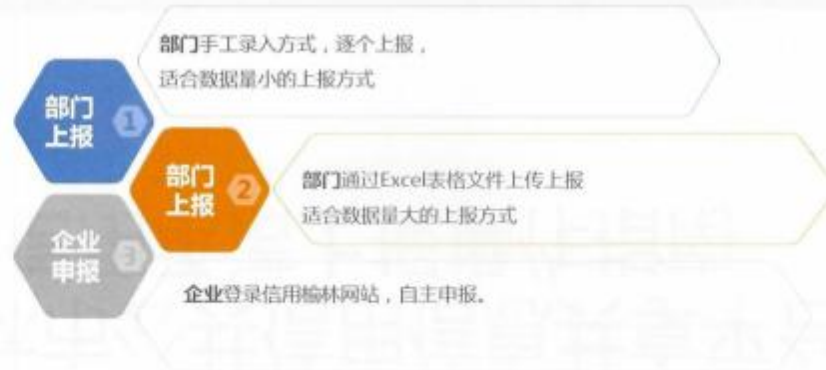 部门手工录入方式，逐个上报，
适合数据量小的上报方式
部门
上报
1
部门
上报
2
部门通过Excel表格文件上传上报
适合数据量大的上报方式
企业
申报
3
企业登录信用榆林网站，自主申报。